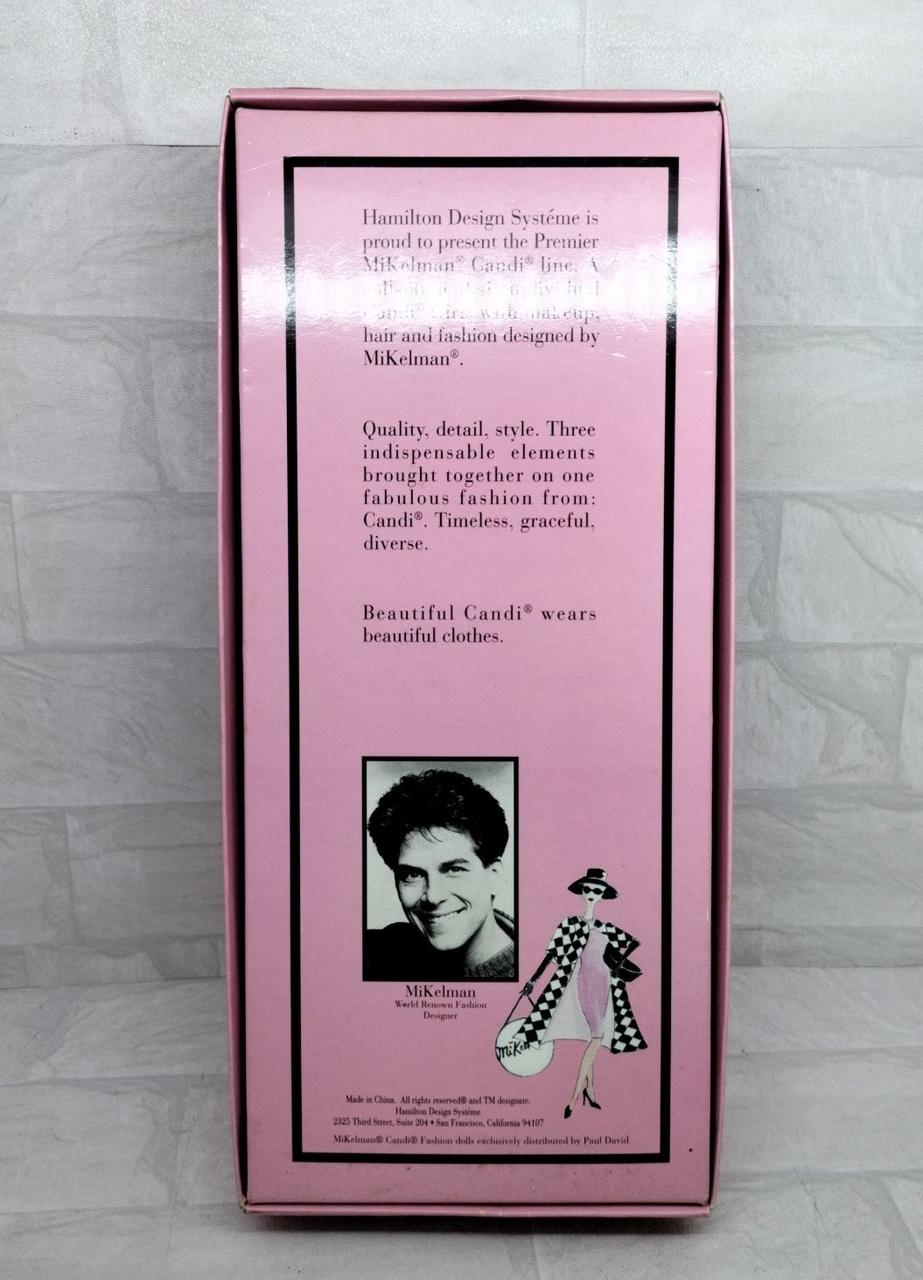 Hamilton Design Systéme is
proud to present the Premier
MiKelman® Candi® line. A
Candi® with makeup,
hair and fashion designed by
MiKelman®.
Quality, detail, style. Three
indispensable elements
brought together on one
fabulous fashion from:
Candi®. Timeless, graceful,
diverse.
Beautiful Candi® wears
beautiful clothes.
MiKelman
World Renown Fashion
Designer
Made in China. All rights reserved® and TM designate.
Hamilton Design Systéme
2325 Third Street, Suite 204 ♦ San Francisco, California 94107
MiKelman® Candi® Fashion dolls exclusively distributed by Paul David